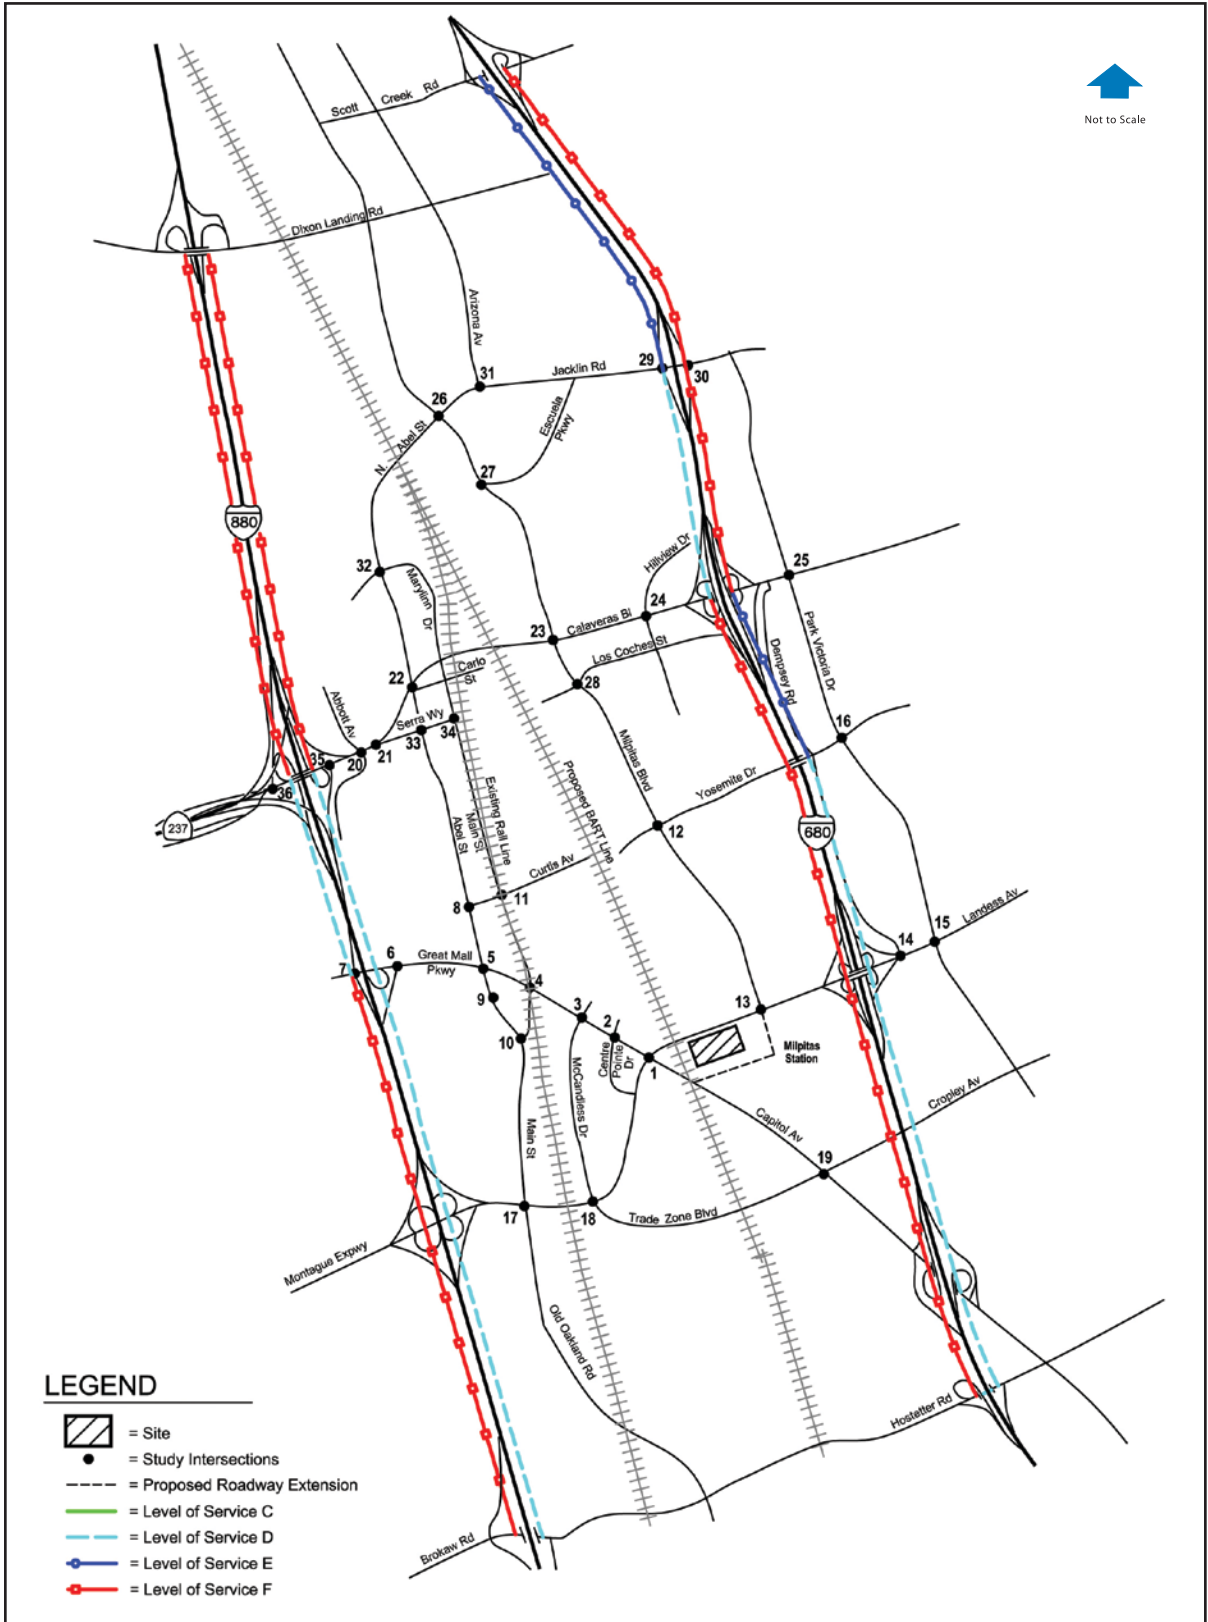 Not to Scale
Scott Creek Rd
Dixon Landing Rd
Arizona Av
29
30
Jacklin Rd
31
26
Escuela
Pkwy
N. Abel St
27
880
Hillview Dr
25
32
Marylinn Dr
24
23
Calaveras Bl
Los Coches St
Park Victoria Dr
Dempsey Rd
Carlo
St
22
28
Abbott Av
Serra Wy
34
33
21
20
35
36
16
Milpitas Blvd
Yosemite Dr
Proposed BART Line
Existing Rail Line
Main St
Abel St
237
12
680
Curtis Av
11
8
Landess Av
15
14
Great Mall
Pkwy
7
6
5
4
9
3
2
13
10
1
Centre
Pointe
Dr
Milpitas
Station
McCandless Dr
Main St
Capitol Av
Cropley Av
19
17
18
Trade Zone Blvd
Montague Expwy
Old Oakland Rd
Hostetter Rd
Brokaw Rd
LEGEND
= Site
= Study Intersections
= Proposed Roadway Extension
= Level of Service C
= Level of Service D
= Level of Service E
= Level of Service F